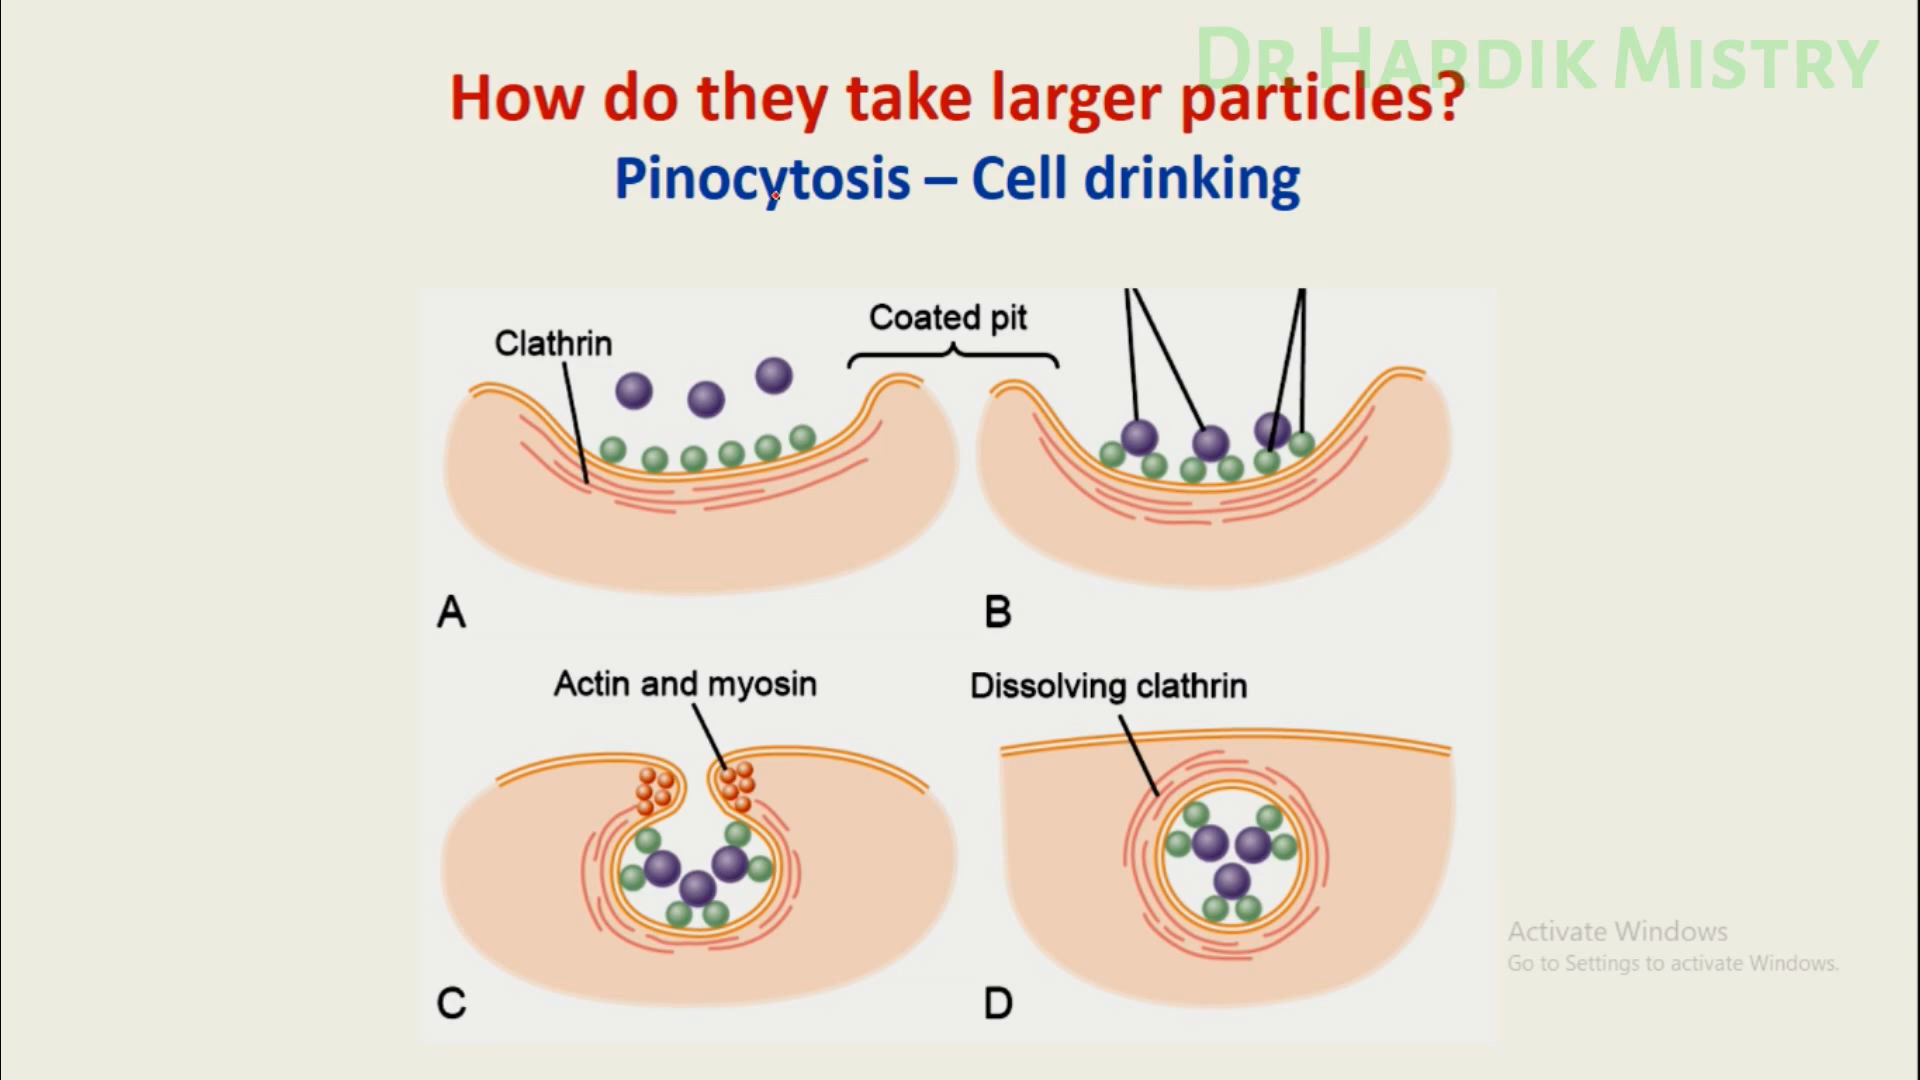 Dr Hardik Mistry
How do they take larger particles?
Pinocytosis – Cell drinking
Coated pit
Clathrin
A
B
Actin and myosin
Dissolving clathrin
C
D
Activate Windows
Go to Settings to activate Windows.